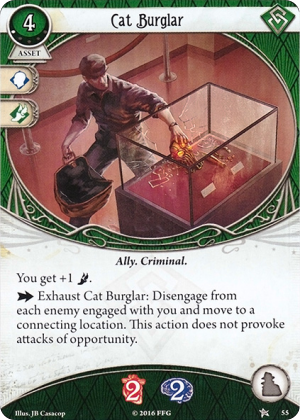 4
Cat Burglar
ASSET
Ally. Criminal.
You get +1 .
Exhaust Cat Burglar: Disengage from
each enemy engaged with you and move to a
connecting location. This action does not provoke
attacks of opportunity.
2 2
Illus. JB Casacop © 2016 FFG 55